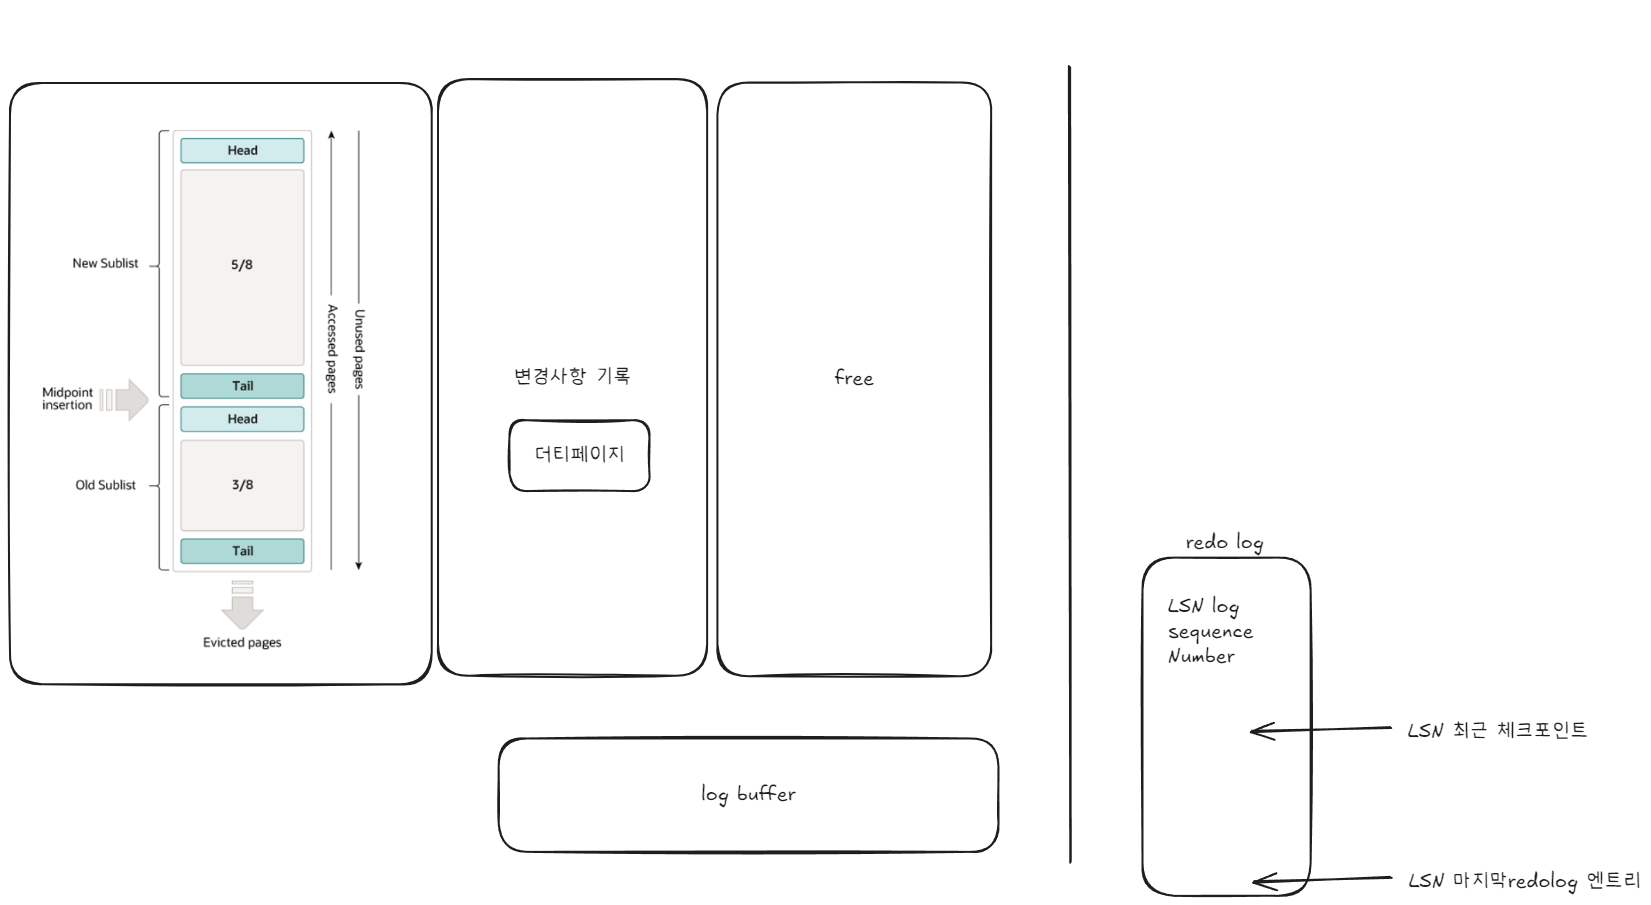 Head
New Sublist
5/8
Accessed pages
Unused pages
Midpoint
insertion
Tail
Head
Old Sublist
3/8
Tail
Evicted pages
변경사항 기록
더티페이지
free
log buffer
redo log
LSN log
sequence
Number
LSN 최근 체크포인트
LSN 마지막redolog 엔트리